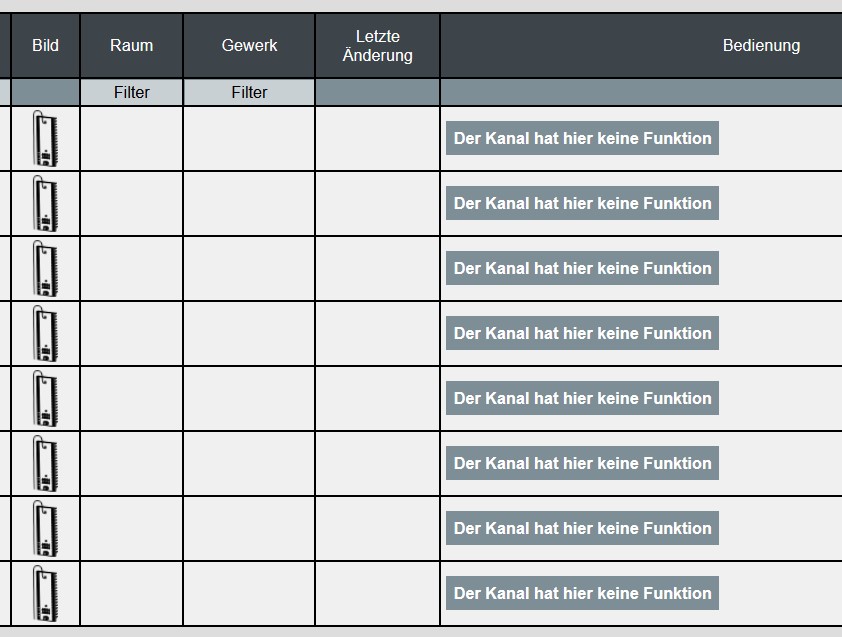 Bild
Raum
Gewerk
Letzte
Änderung
Bedienung
Filter
Filter
Der Kanal hat hier keine Funktion
Der Kanal hat hier keine Funktion
Der Kanal hat hier keine Funktion
Der Kanal hat hier keine Funktion
Der Kanal hat hier keine Funktion
Der Kanal hat hier keine Funktion
Der Kanal hat hier keine Funktion
Der Kanal hat hier keine Funktion